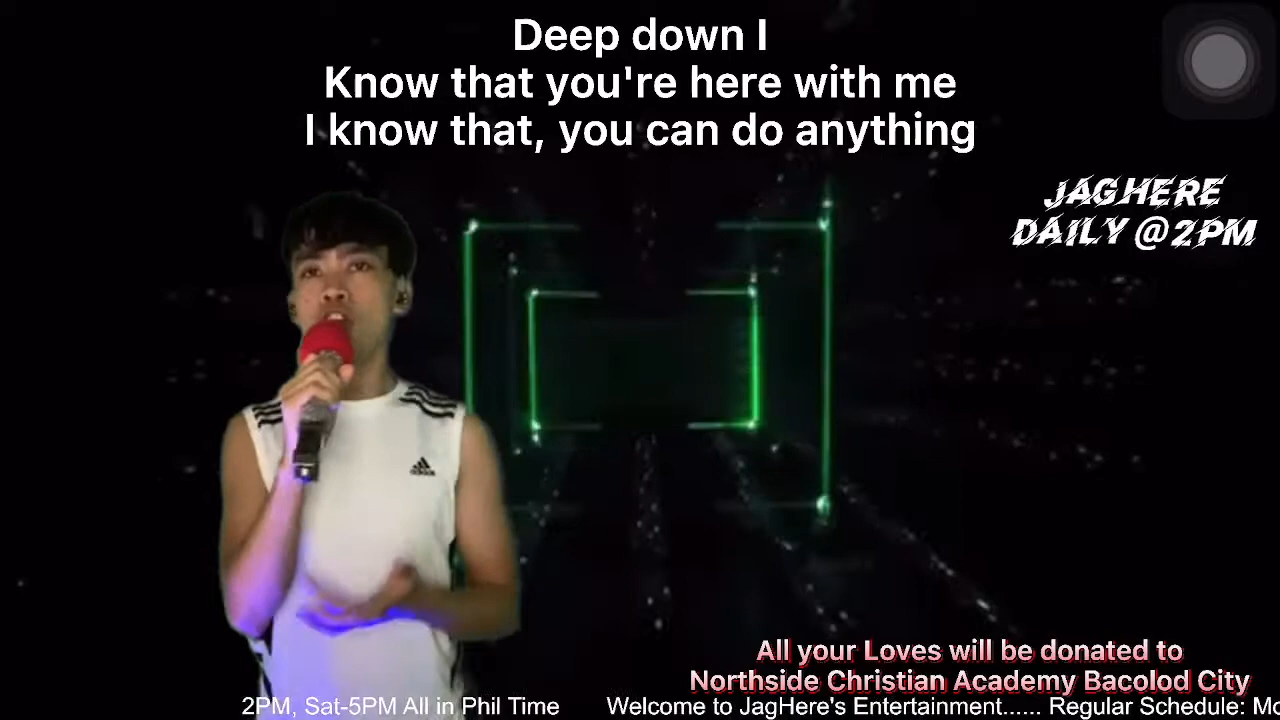 Deep down I
Know that you're here with me
I know that, you can do anything
JAGHERE
DAILY @2PM
adidas
All your Loves will be donated to
Northside Christian Academy Bacolod City
2PM, Sat-5PM All in Phil Time Welcome to JagHere's Entertainment...... Regular Schedule: Mo